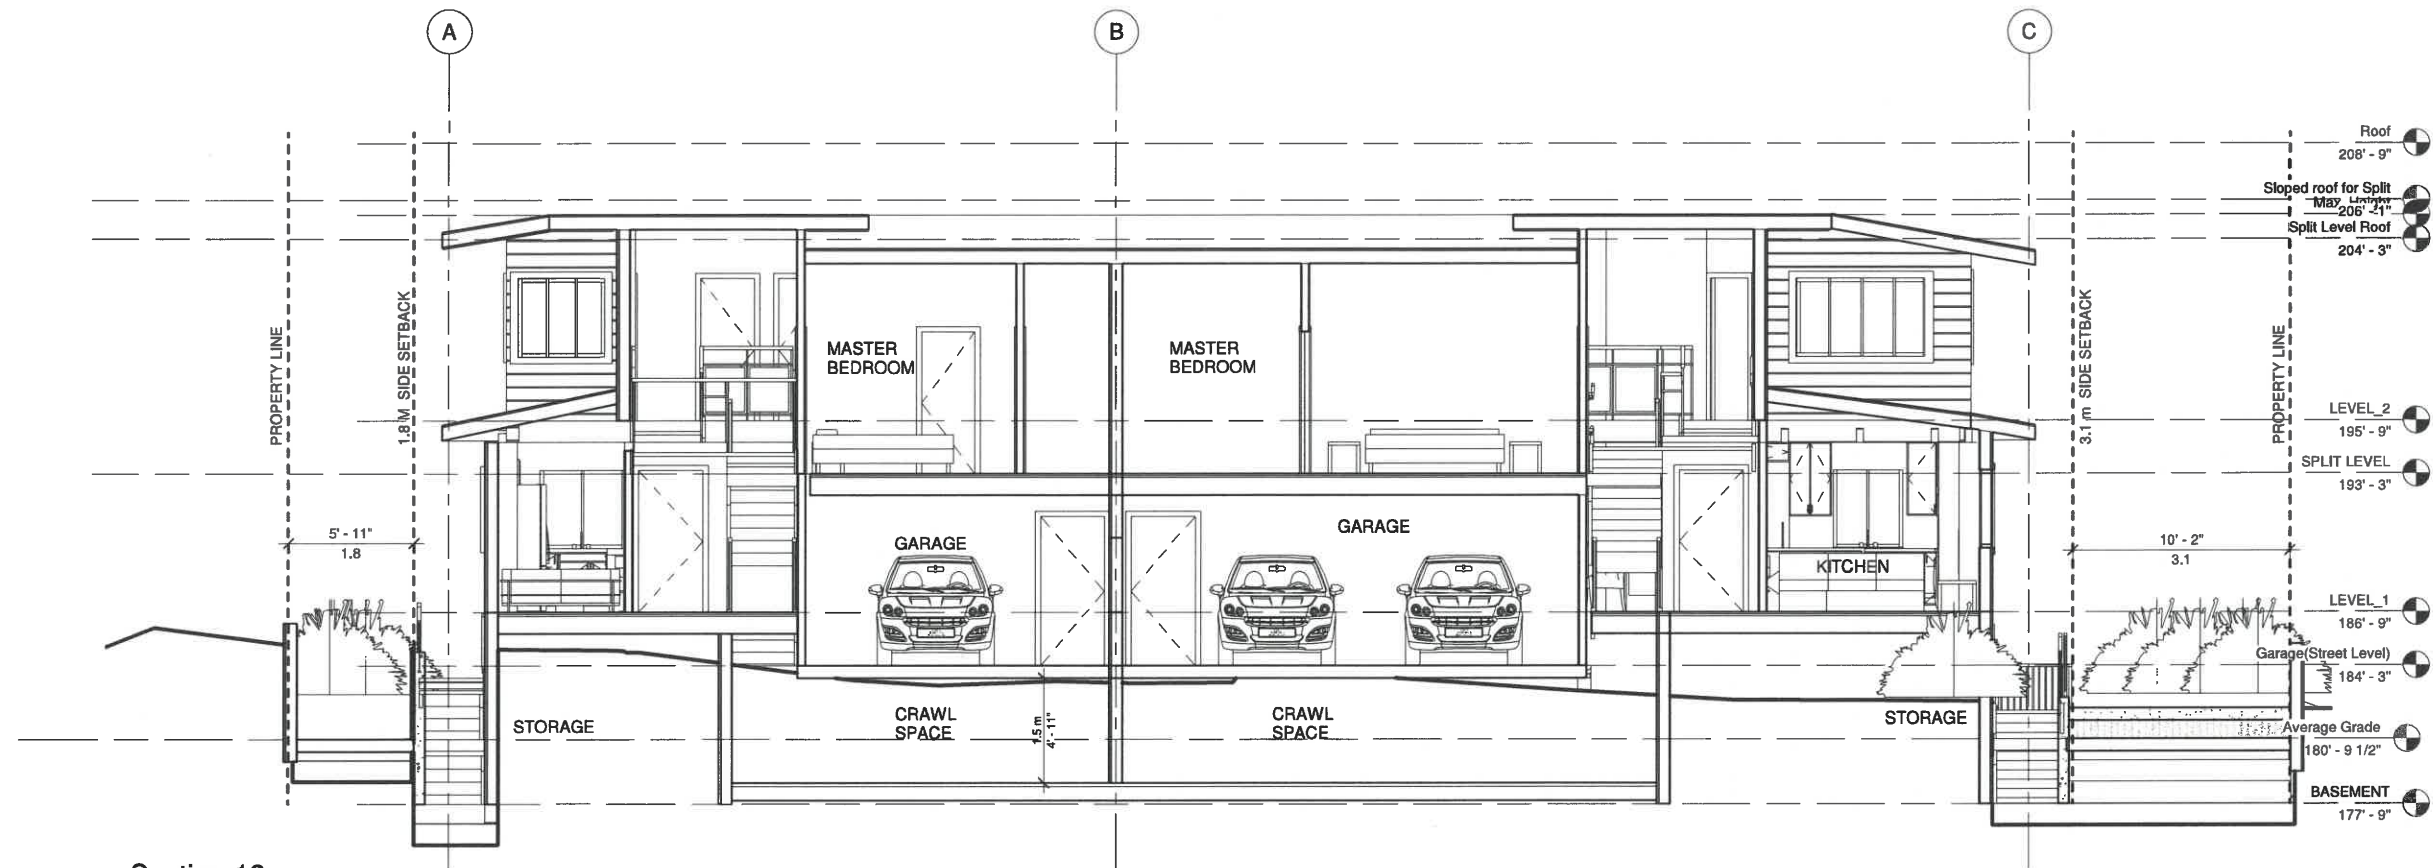 A
B
C
Roof
208' - 9"
Sloped roof for Split
Max. Height
206' - 1"
Split Level Roof
204' - 3"
PROPERTY LINE
1.8 M SIDE SETBACK
MASTER
BEDROOM
MASTER
BEDROOM
3.1 m SIDE SETBACK
PROPERTY LINE
LEVEL_2
195' - 9"
SPLIT LEVEL
193' - 3"
5' - 11"
1.8
GARAGE
GARAGE
KITCHEN
10' - 2"
3.1
LEVEL_1
186' - 9"
Garage(Street Level)
184' - 3"
STORAGE
CRAWL
SPACE
1.5 m
4' - 11"
CRAWL
SPACE
STORAGE
Average Grade
180' - 9 1/2"
BASEMENT
177' - 9"